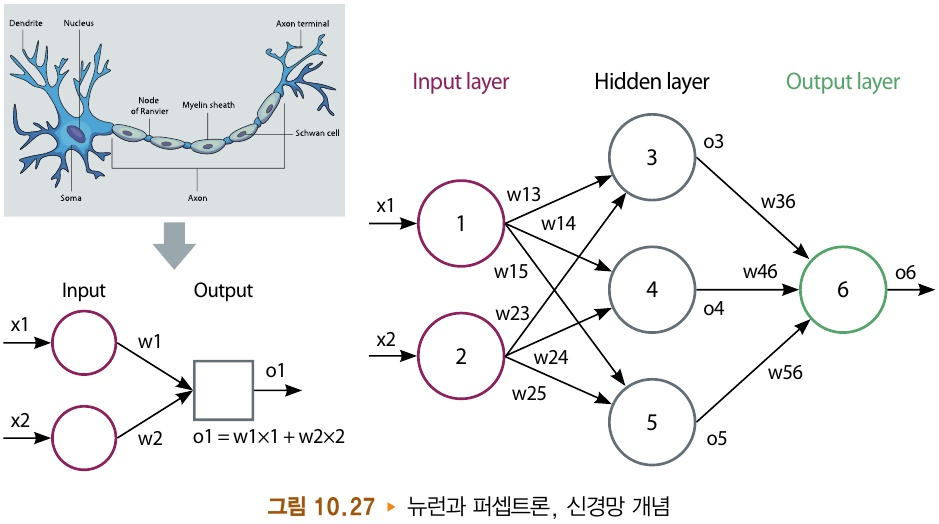 Dendrite
Nucleus
Axon terminal
Node
of Ranvier
Myelin sheath
Schwan cell
Soma
Axon
Input
Output
x1
w1
o1
x2
w2
o1 = w1×1 + w2×2
Input layer
Hidden layer
Output layer
x1
1
w13
w14
w15
x2
2
w23
w24
w25
3
o3
w36
4
o4
w46
5
o5
w56
6
o6
그림 10.27 ▸ 뉴런과 퍼셉트론, 신경망 개념